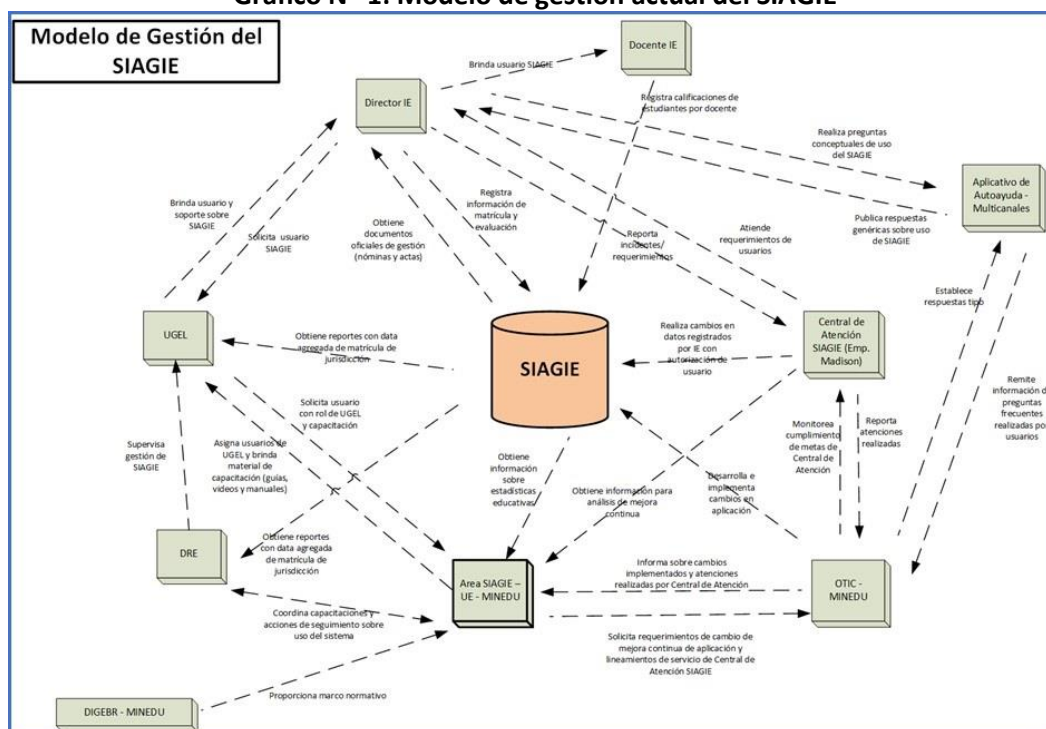 Gráfico N° 1: Modelo de gestión actual del SIAGIE
Modelo de Gestión del
SIAGIE
Docente IE
Brinda usuario SIAGIE
Director IE
Registra calificaciones de
estudiantes por docente
Realiza preguntas
conceptuales de uso
del SIAGIE
Aplicativo de
Autoayuda -
Multicanales
Brinda usuario y
soporte sobre
SIAGIE
Solicita usuario
SIAGIE
Obtiene
documentos
oficiales de gestión
(nóminas y actas)
Registra
información de
matrícula y
evaluación
Reporta
incidentes/
requerimientos
Atiende
requerimientos de
usuarios
Publica respuestas
genéricas sobre uso
de SIAGIE
Establece
respuestas tipo
UGEL
Obtiene reportes con data
agregada de matrícula de
jurisdicción
SIAGIE
Realiza cambios en
datos registrados
por IE con
autorización de
usuario
Central de
Atención
SIAGIE (Emp.
Madison)
Remite
información d
preguntas
frecuentes
realizadas po
usuarios
Solicita usuario
con rol de UGEL
y capacitación
Supervisa
gestión de
SIAGIE
Asigna usuarios de
UGEL y brinda
material de
capacitación (guías,
videos y manuales)
Obtiene
información
sobre
estadísticas
educativas
Obtiene información para
análisis de mejora
continua
Desarrolla e
implementa
cambios en
aplicación
Monitorea
cumplimiento
de metas de
Central de
Atención
Reporta
atenciones
realizadas
DRE
Obtiene reportes
con data agregada
de matrícula de
jurisdicción
Area SIAGIE –
UE - MINEDU
Informa sobre cambios
implementados y atenciones
realizadas por Central de Atención
OTIC -
MINEDU
Coordina capacitaciones y
acciones de seguimiento sobre
uso del sistema
Solicita requerimientos de cambio de
mejora continua de aplicación y
lineamientos de servicio de Central de
Atención SIAGIE
Proporciona marco normativo
DIGEBR - MINEDU